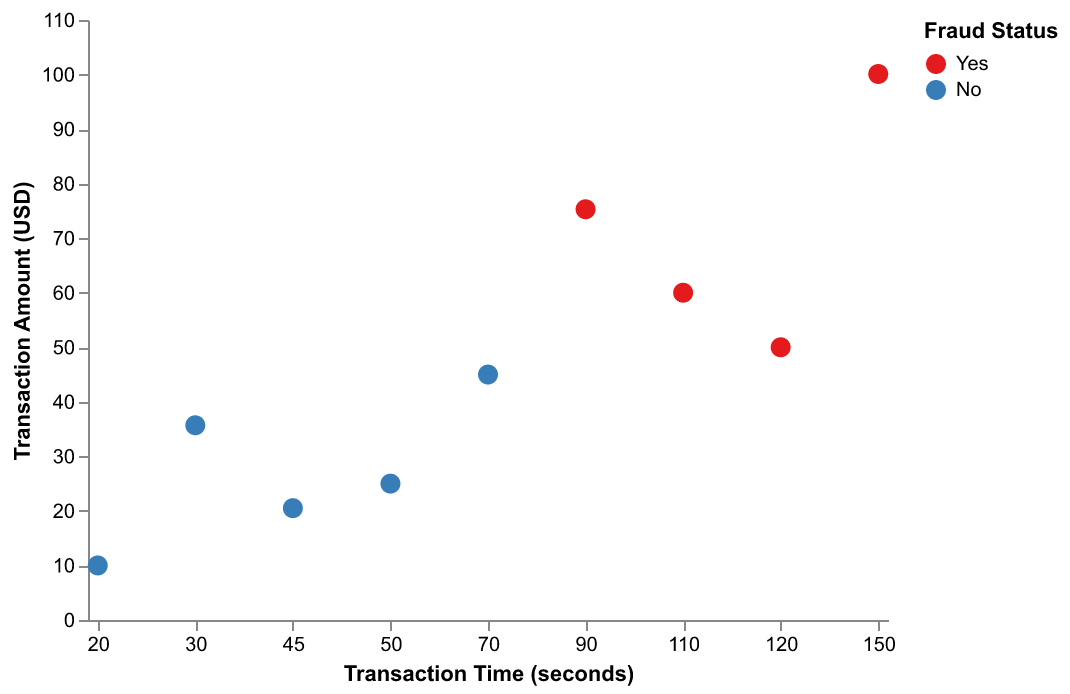 110
100
90
80
70
60
50
40
30
20
10
0
Transaction Amount (USD)
20 30 45 50 70 90 110 120 150
Transaction Time (seconds)
Fraud Status
Yes
No